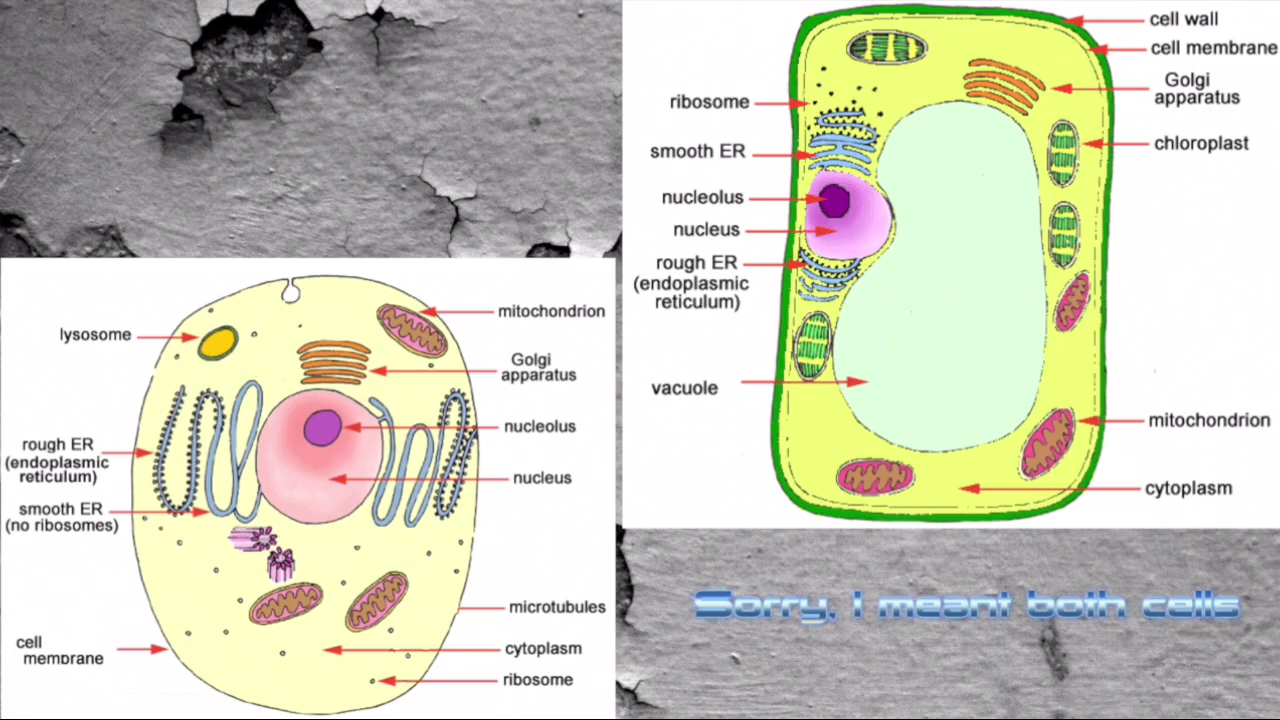 cell wall
cell membrane
Golgi
apparatus
chloroplast
ribosome
smooth ER
nucleolus
nucleus
rough ER
(endoplasmic
reticulum)
vacuole
mitochondrion
cytoplasm
lysosome
mitochondrion
Golgi
apparatus
nucleolus
nucleus
rough ER
(endoplasmic
reticulum)
smooth ER
(no ribosomes)
microtubules
cell
membrane
cytoplasm
ribosome
Sorry, I meant both cells